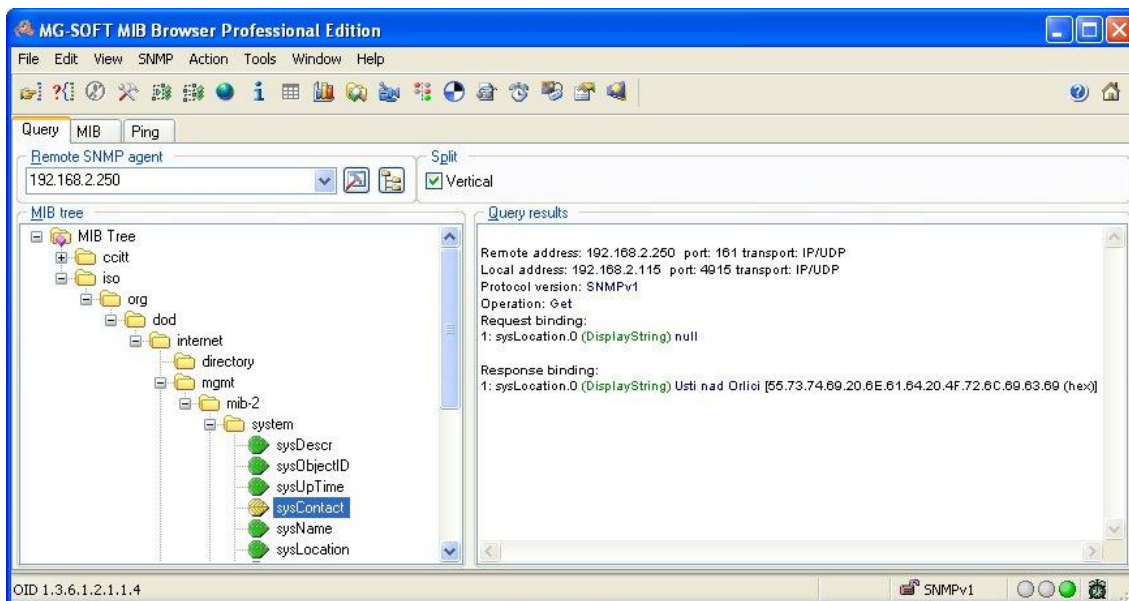 MG-SOFT MIB Browser Professional Edition
File Edit View SNMP Action Tools Window Help
Query MIB Ping
Remote SNMP agent
192.168.2.250
Split
Vertical
MIB tree
MIB Tree
ccitt
iso
org
dod
internet
directory
mgmt
mib-2
system
sysDescr
sysObjectID
sysUpTime
sysContact
sysName
sysLocation
Query results
Remote address: 192.168.2.250 port: 161 transport: IP/UDP
Local address: 192.168.2.115 port: 4915 transport: IP/UDP
Protocol version: SNMPv1
Operation: Get
Request binding:
1: sysLocation.0 (DisplayString) null
Response binding:
1: sysLocation.0 (DisplayString) Usti nad Orlici [55.73.74.69.20.6E.61.64.20.4F.72.6C.69.63.69 (hex)]
OID 1.3.6.1.2.1.1.4
SNMPv1